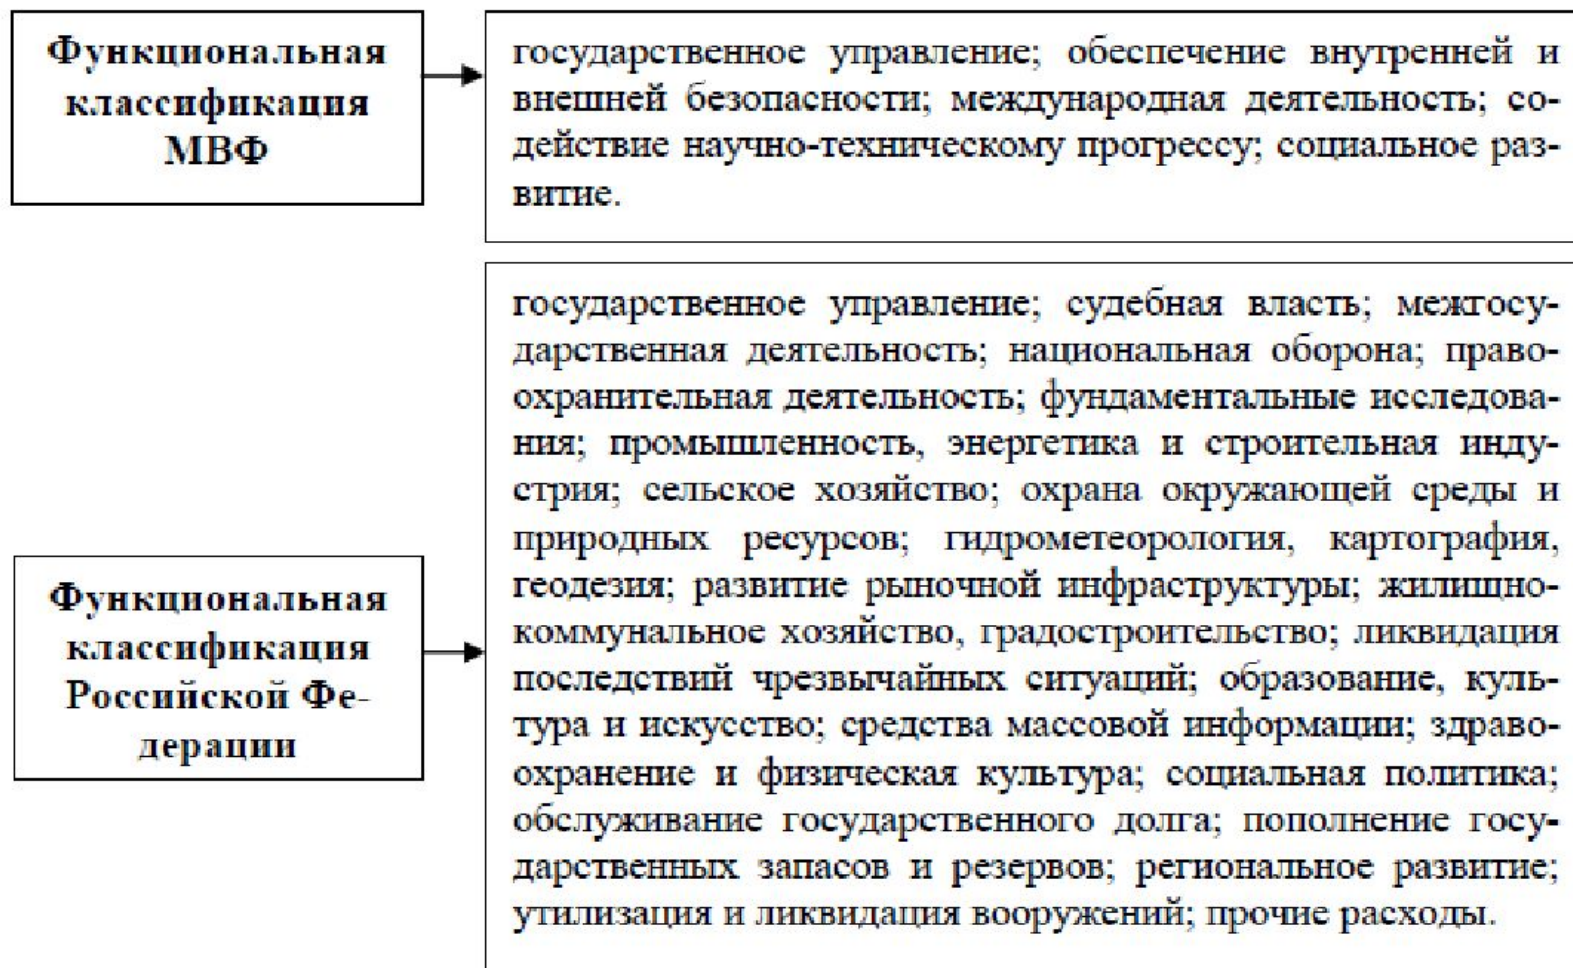 Функциональная
классификация
МВФ
государственное управление; обеспечение внутренней и
внешней безопасности; международная деятельность; со-
действие научно-техническому прогрессу; социальное раз-
витие.
Функциональная
классификация
Российской Фе-
дерации
государственное управление; судебная власть; межгосу-
дарственная деятельность; национальная оборона; право-
охранительная деятельность; фундаментальные исследова-
ния; промышленность, энергетика и строительная инду-
стрия; сельское хозяйство; охрана окружающей среды и
природных ресурсов; гидрометеорология, картография,
геодезия; развитие рыночной инфраструктуры; жилищно-
коммунальное хозяйство, градостроительство; ликвидация
последствий чрезвычайных ситуаций; образование, куль-
тура и искусство; средства массовой информации; здраво-
охранение и физическая культура; социальная политика;
обслуживание государственного долга; пополнение госу-
дарственных запасов и резервов; региональное развитие;
утилизация и ликвидация вооружений; прочие расходы.